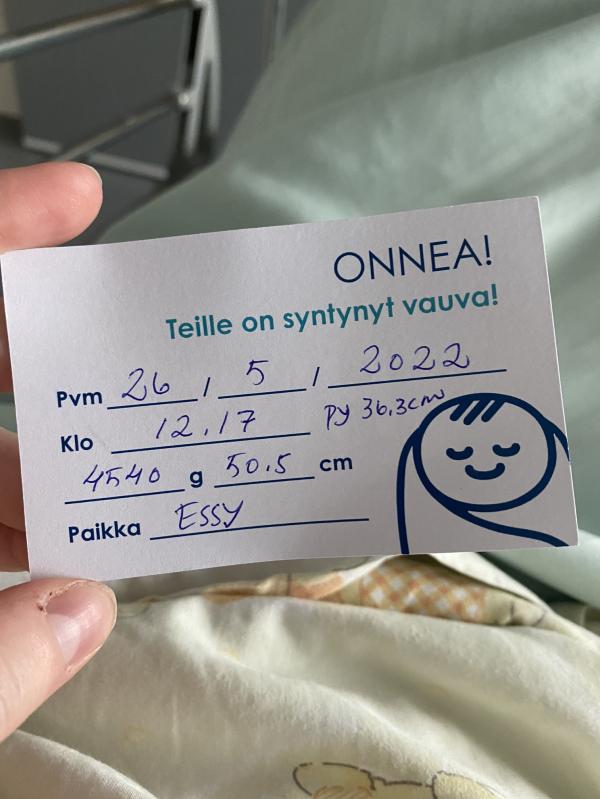 ONNEA!
Teille on syntynyt vauva!
Pvm 26 / 5 / 2022
Klo 12.17 py 36.3cm
4540 g 50.5 cm
Paikka ESSY